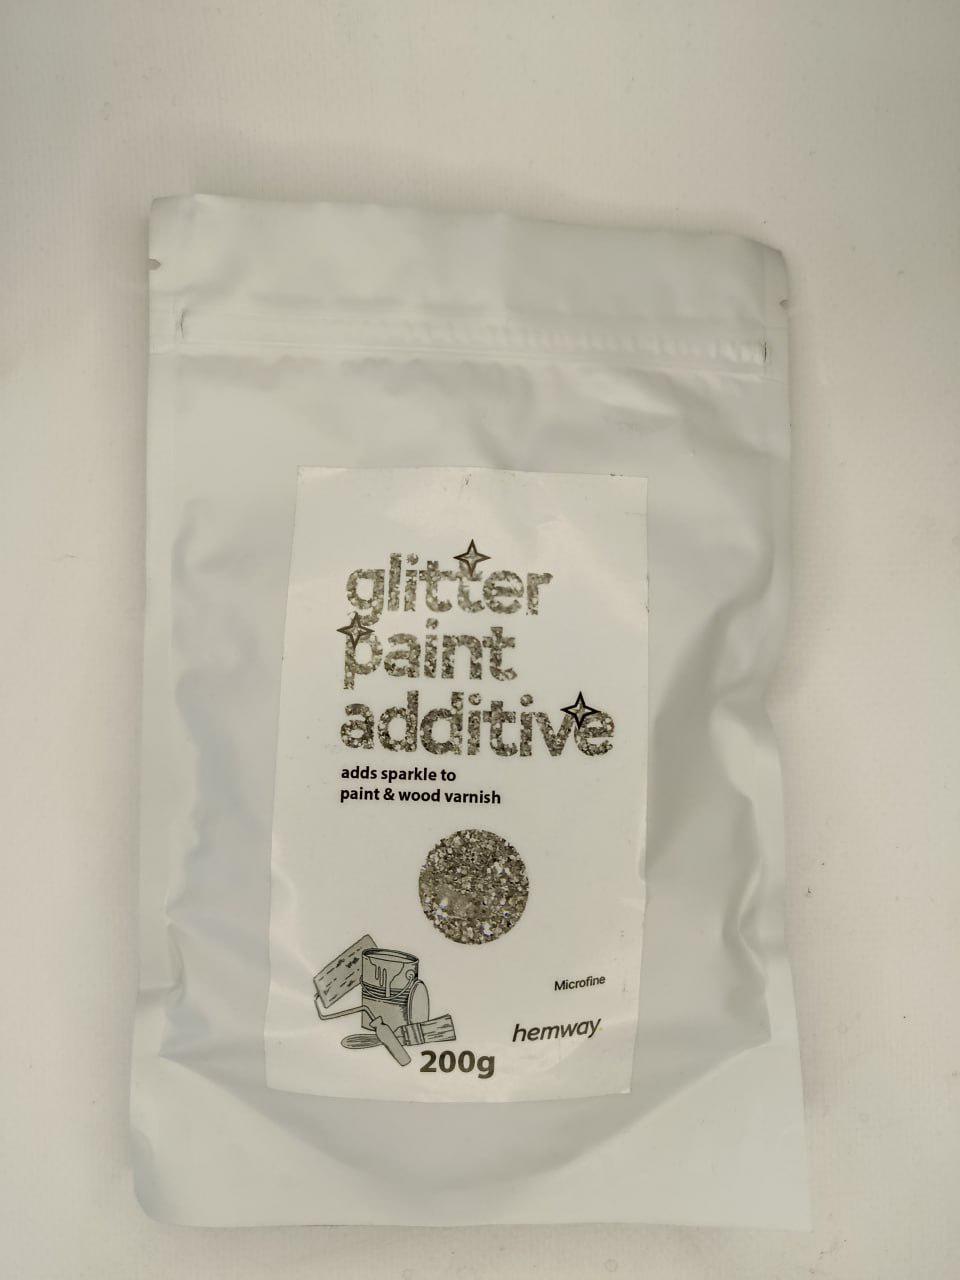 glitter
paint
additive
adds sparkle to
paint & wood varnish
Microfine
hemway
200g